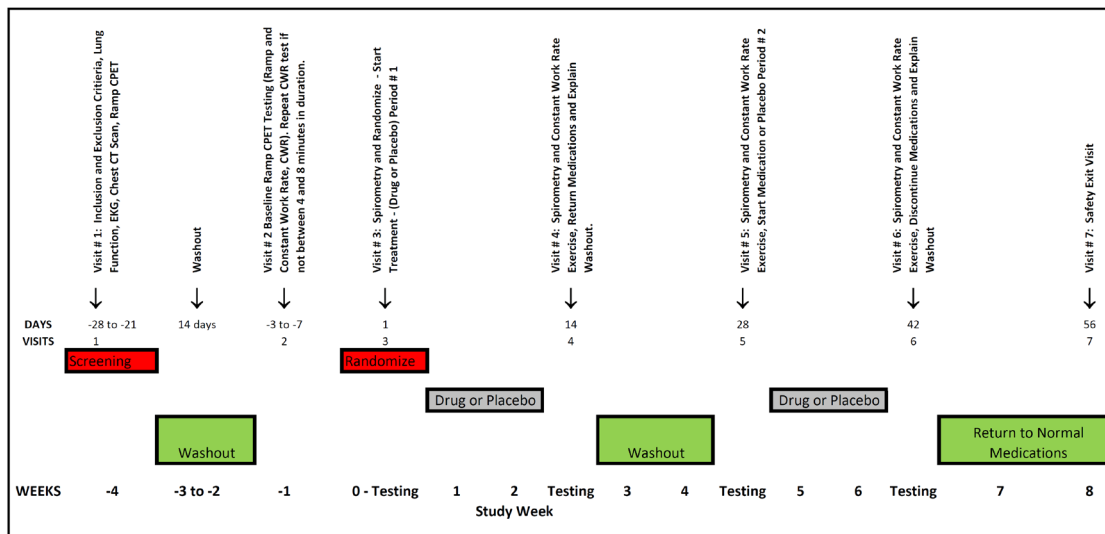 Visit # 1:  Inclusion and Exclusion Critieria, Lung
Function, EKG, Chest CT Scan, Ramp CPET
Washout
Visit # 2 Baseline Ramp CPET Testing (Ramp and
Constant Work Rate, CWR). Repeat CWR test if
not between 4 and 8 minutes in duration.
Visit # 3:  Spirometry and Randomize  - Start
Treatment - (Drug or Placebo) Period # 1
Visit # 4:  Spirometry and Constant Work Rate
Exercise, Return Medications and Explain
Washout.
Visit # 5:  Spirometry and Constant Work Rate
Exercise, Start Medication or Placebo Period # 2
Visit # 6:  Spirometry and Constant Work Rate
Exercise, Discontinue Medications and Explain
Washout
Visit # 7:  Safety Exit Visit
DAYS -28 to -21 14 days -3 to -7 1 14 28 42 56
VISITS 1 2 3 4 5 6 7
Screening Randomize
Drug or Placebo Drug or Placebo
Washout Washout Return to Normal
Medications
WEEKS -4 -3 to -2 -1 0 - Testing 1 2 Testing 3 4 Testing 5 6 Testing 7 8
Study Week